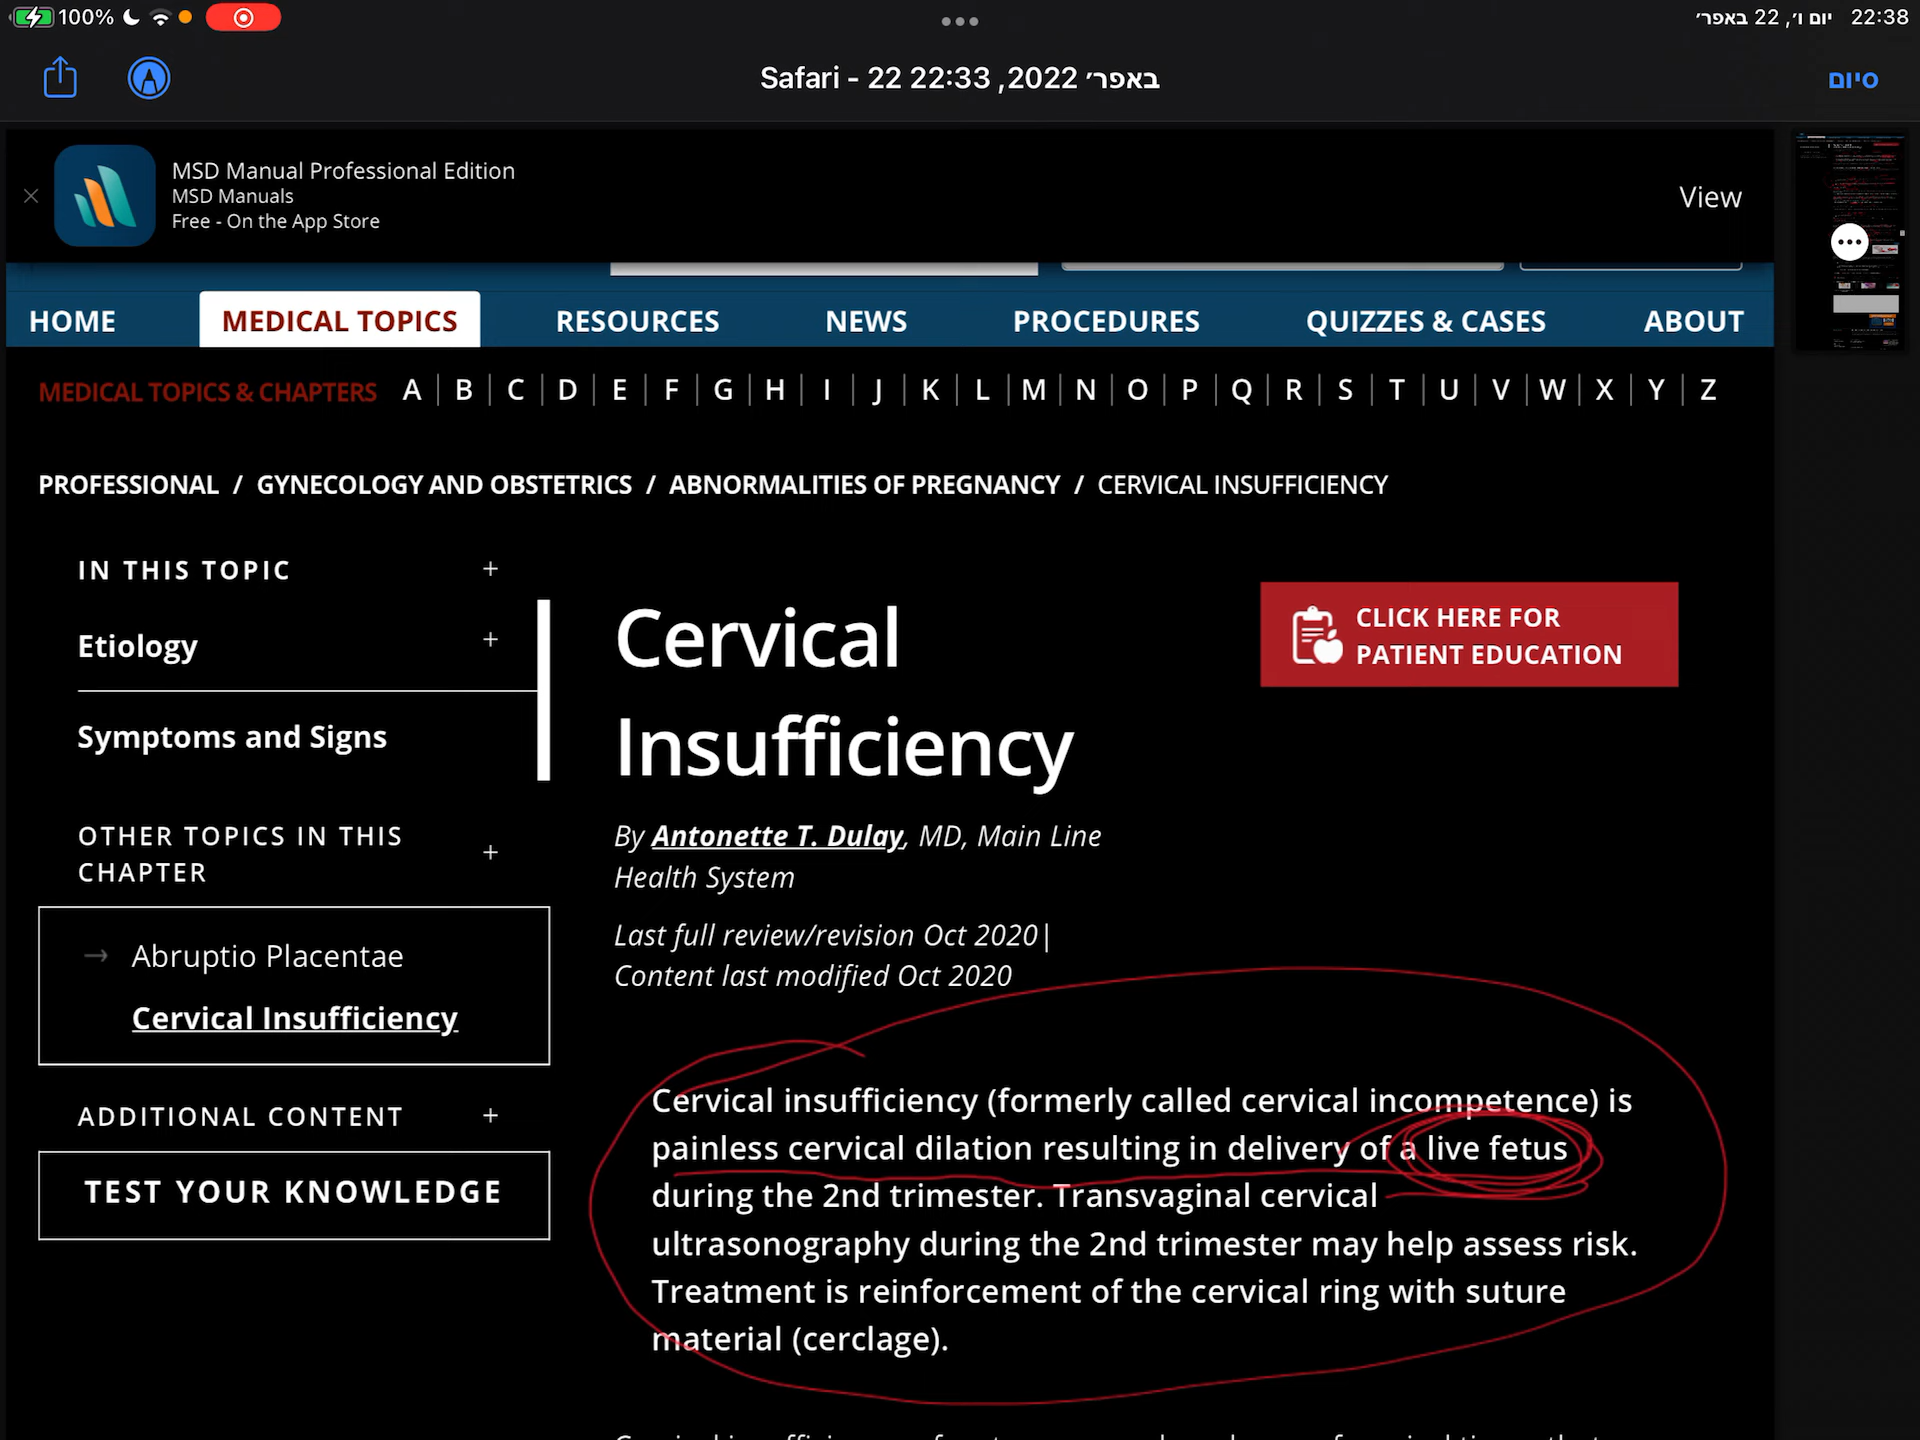 100%
יום ו׳, 22 באפר׳ 22:38
Safari - 22 באפר׳ 2022, 22:33
סיום
MSD Manual Professional Edition
MSD Manuals
Free - On the App Store
View
HOME MEDICAL TOPICS RESOURCES NEWS PROCEDURES QUIZZES & CASES ABOUT
MEDICAL TOPICS & CHAPTERS A | B | C | D | E | F | G | H | I | J | K | L | M | N | O | P | Q | R | S | T | U | V | W | X | Y | Z
PROFESSIONAL / GYNECOLOGY AND OBSTETRICS / ABNORMALITIES OF PREGNANCY / CERVICAL INSUFFICIENCY
IN THIS TOPIC +
Etiology +
Symptoms and Signs
OTHER TOPICS IN THIS
CHAPTER +
→ Abruptio Placentae
Cervical Insufficiency
ADDITIONAL CONTENT +
TEST YOUR KNOWLEDGE
Cervical
Insufficiency
CLICK HERE FOR
PATIENT EDUCATION
By Antonette T. Dulay, MD, Main Line
Health System
Last full review/revision Oct 2020|
Content last modified Oct 2020
Cervical insufficiency (formerly called cervical incompetence) is
painless cervical dilation resulting in delivery of a live fetus
during the 2nd trimester. Transvaginal cervical
ultrasonography during the 2nd trimester may help assess risk.
Treatment is reinforcement of the cervical ring with suture
material (cerclage).